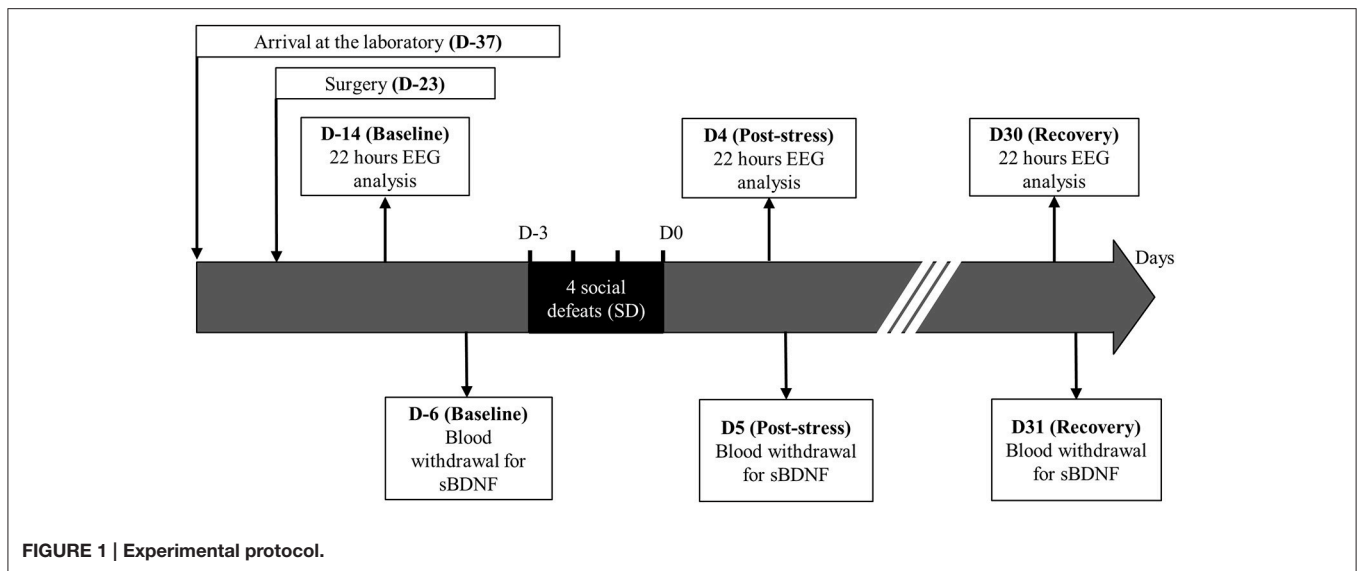 Arrival at the laboratory (D-37)
Surgery (D-23)
D-14 (Baseline)
22 hours EEG
analysis
D4 (Post-stress)
22 hours EEG
analysis
D30 (Recovery)
22 hours EEG
analysis
D-3
D0
Days
4 social
defeats (SD)
D-6 (Baseline)
Blood
withdrawal for
sBDNF
D5 (Post-stress)
Blood withdrawal
for sBDNF
D31 (Recovery)
Blood withdrawal
for sBDNF
FIGURE 1 | Experimental protocol.